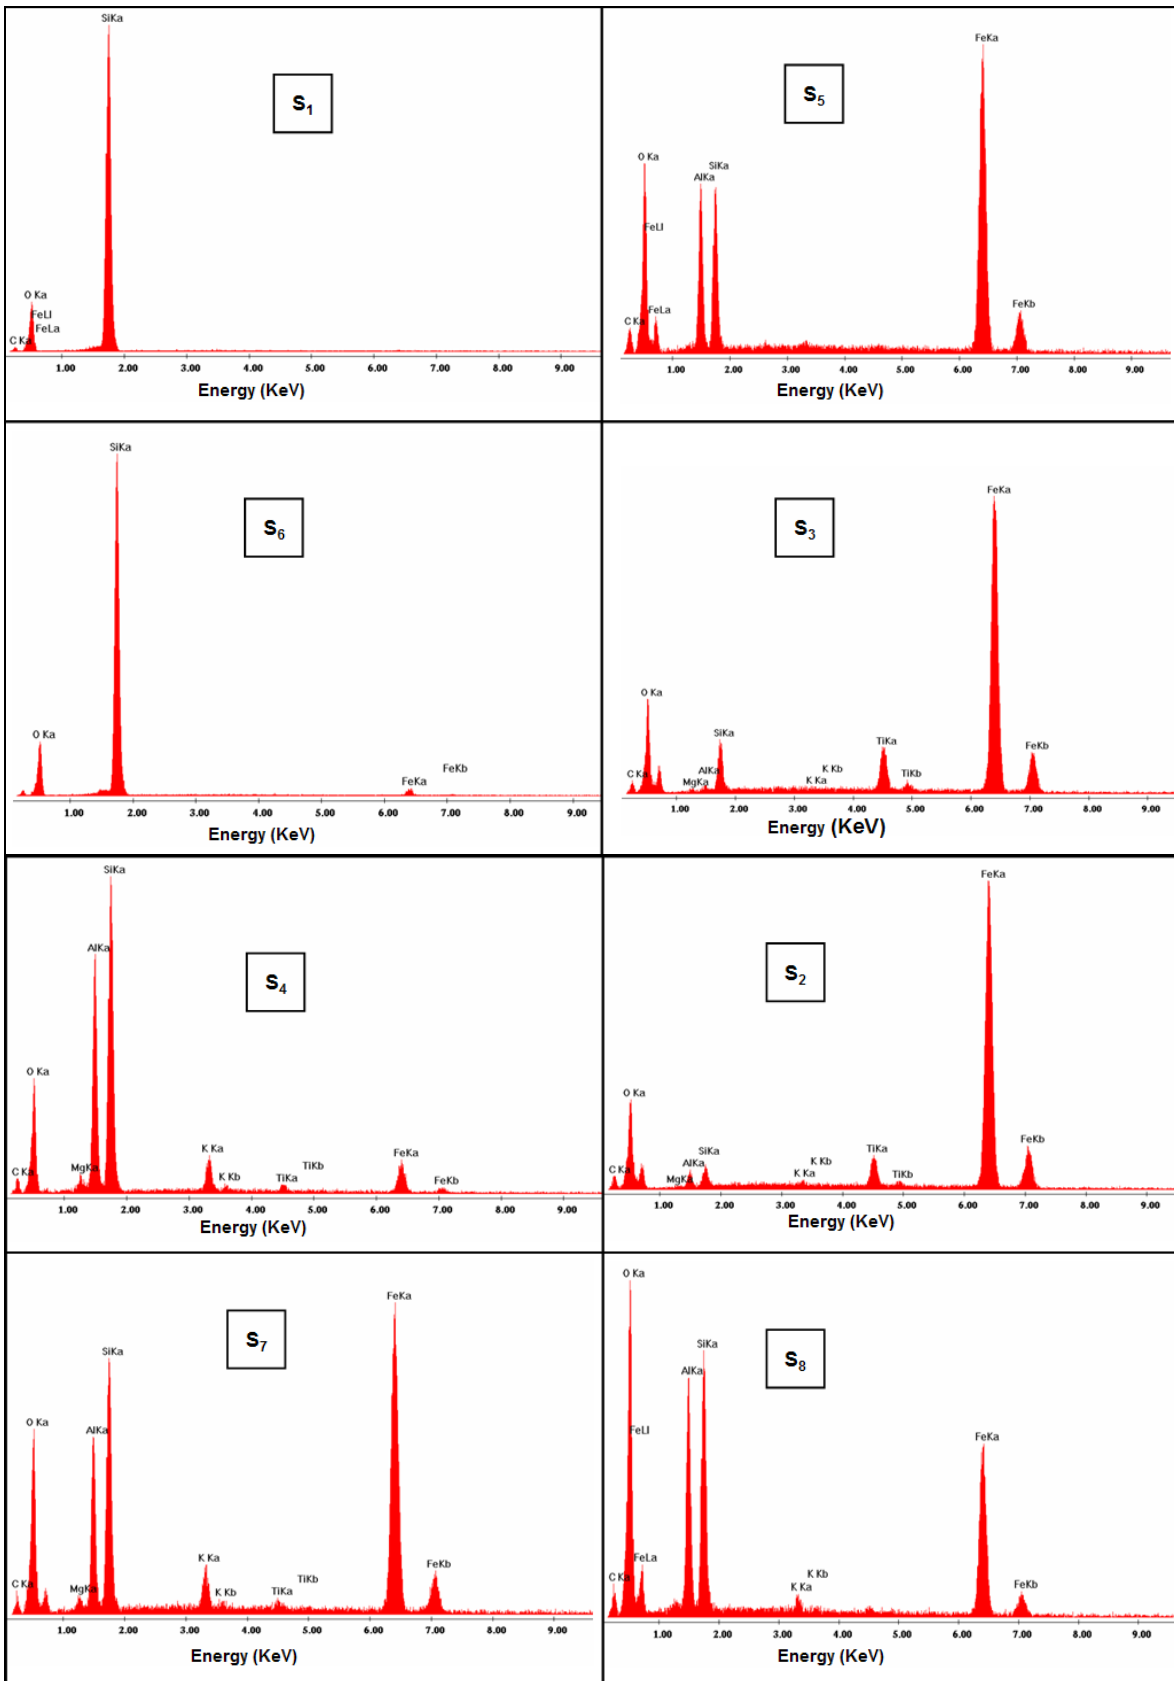 SiKa
S1
O Ka
FeLl
FeLa
C Ka
1.00 2.00 3.00 4.00 5.00 6.00 7.00 8.00 9.00
Energy (KeV)
FeKa
S5
O Ka
SiKa
AlKa
FeLl
FeLa
FeKb
C Ka
1.00 2.00 3.00 4.00 5.00 6.00 7.00 8.00 9.00
Energy (KeV)
SiKa
S6
O Ka
FeKb
FeKa
1.00 2.00 3.00 4.00 5.00 6.00 7.00 8.00 9.00
Energy (KeV)
FeKa
S3
O Ka
SiKa
TiKa
FeKb
K Kb
AlKa
C Ka
MgKa
K Ka
TiKb
1.00 2.00 3.00 4.00 5.00 6.00 7.00 8.00 9.00
Energy (KeV)
SiKa
AlKa
S4
O Ka
K Ka
FeKa
TiKb
MgKa
C Ka
K Kb
TiKa
FeKb
1.00 2.00 3.00 4.00 5.00 6.00 7.00 8.00 9.00
Energy (KeV)
FeKa
S2
O Ka
FeKb
SiKa
TiKa
AlKa
K Kb
C Ka
K Ka
TiKb
MgKa
1.00 2.00 3.00 4.00 5.00 6.00 7.00 8.00 9.00
Energy (KeV)
FeKa
S7
SiKa
O Ka
AlKa
K Ka
FeKb
TiKb
C Ka
MgKa
K Kb
TiKa
1.00 2.00 3.00 4.00 5.00 6.00 7.00 8.00 9.00
Energy (KeV)
O Ka
SiKa
S8
AlKa
FeLl
FeKa
FeLa
K Kb
C Ka
K Ka
FeKb
1.00 2.00 3.00 4.00 5.00 6.00 7.00 8.00 9.00
Energy (KeV)